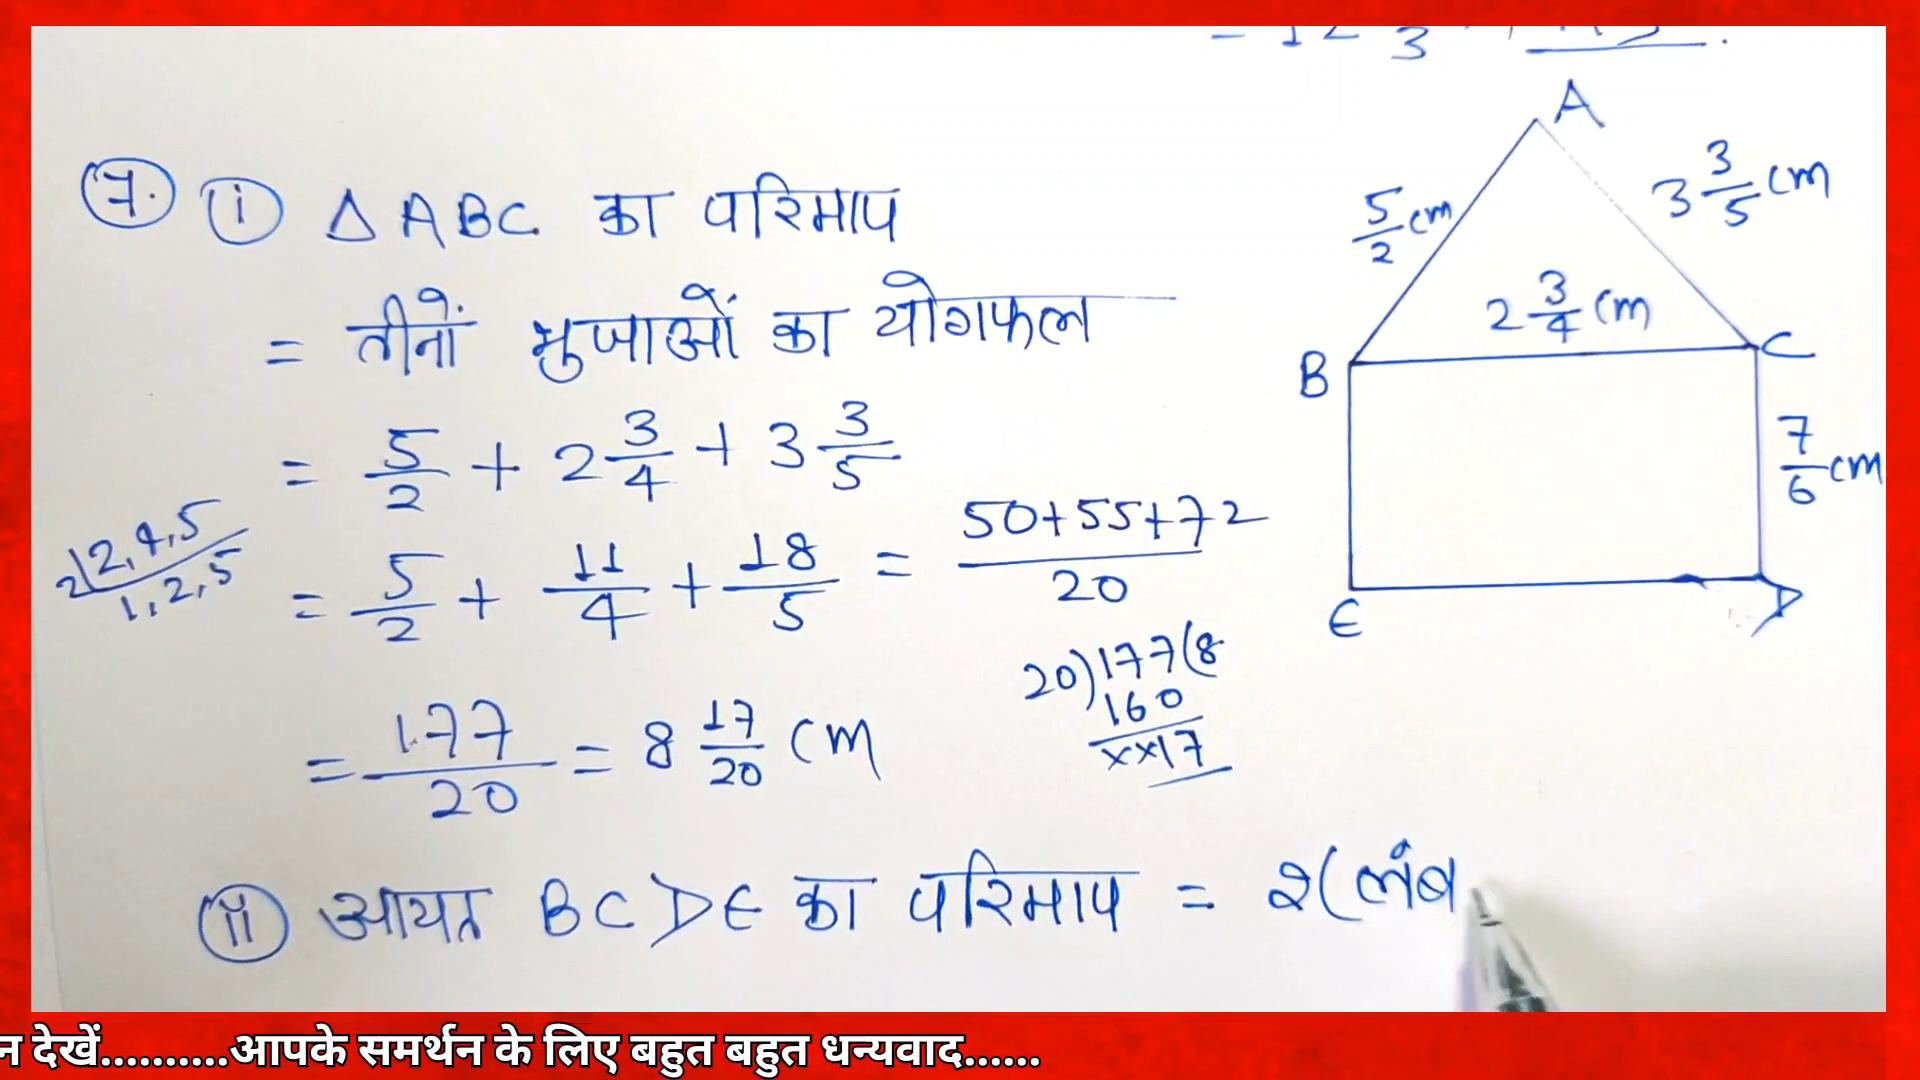 7. (i) △ABC का परिमाप
= तीनों भुजाओं का योगफल
= 5/2 + 2 3/4 + 3 3/5
2 | 2, 4, 5
1, 2, 5
= 5/2 + 11/4 + 18/5 = 50+55+72/20
= 177/20 = 8 17/20 cm
20)177(8
160
××17
(ii) आयत BCDE का परिमाप = 2(लंब
A
5/2 cm
3 3/5 cm
2 3/4 cm
B
C
7/6 cm
E
D
न देखें..........आपके समर्थन के लिए बहुत बहुत धन्यवाद......